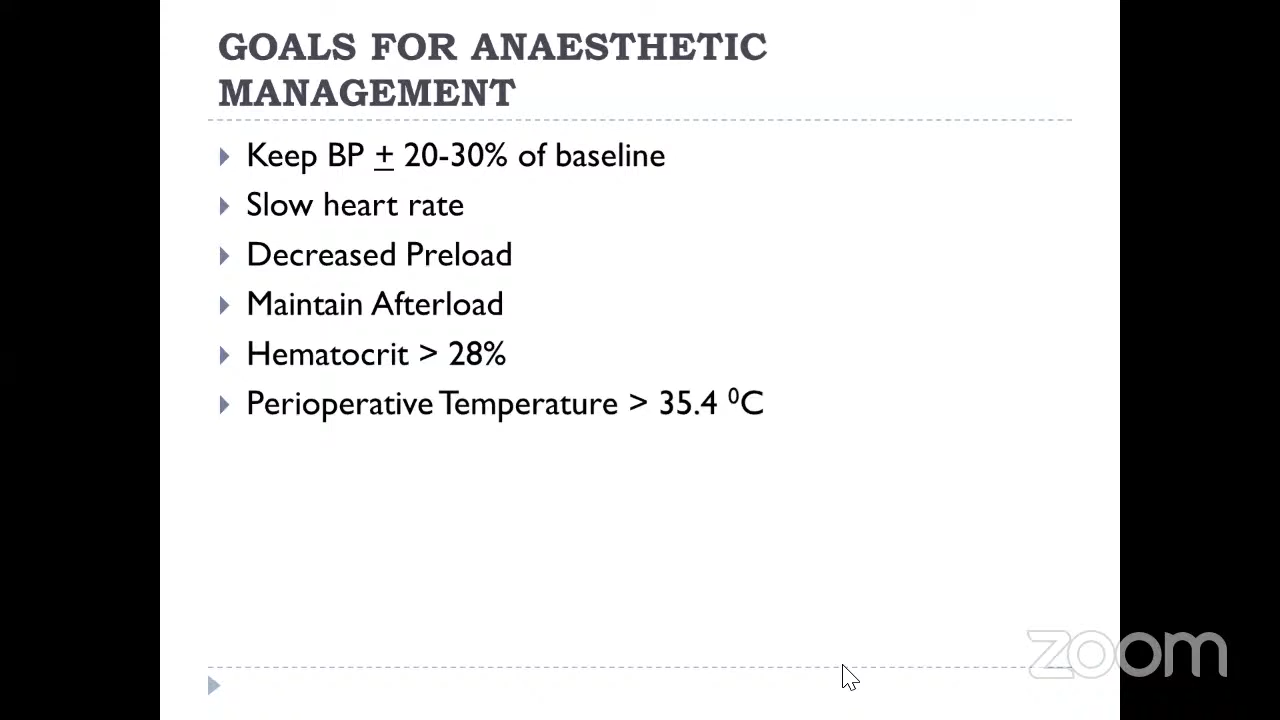 GOALS FOR ANAESTHETIC
MANAGEMENT
Keep BP ± 20-30% of baseline
Slow heart rate
Decreased Preload
Maintain Afterload
Hematocrit > 28%
Perioperative Temperature > 35.4 ⁰C
zoom